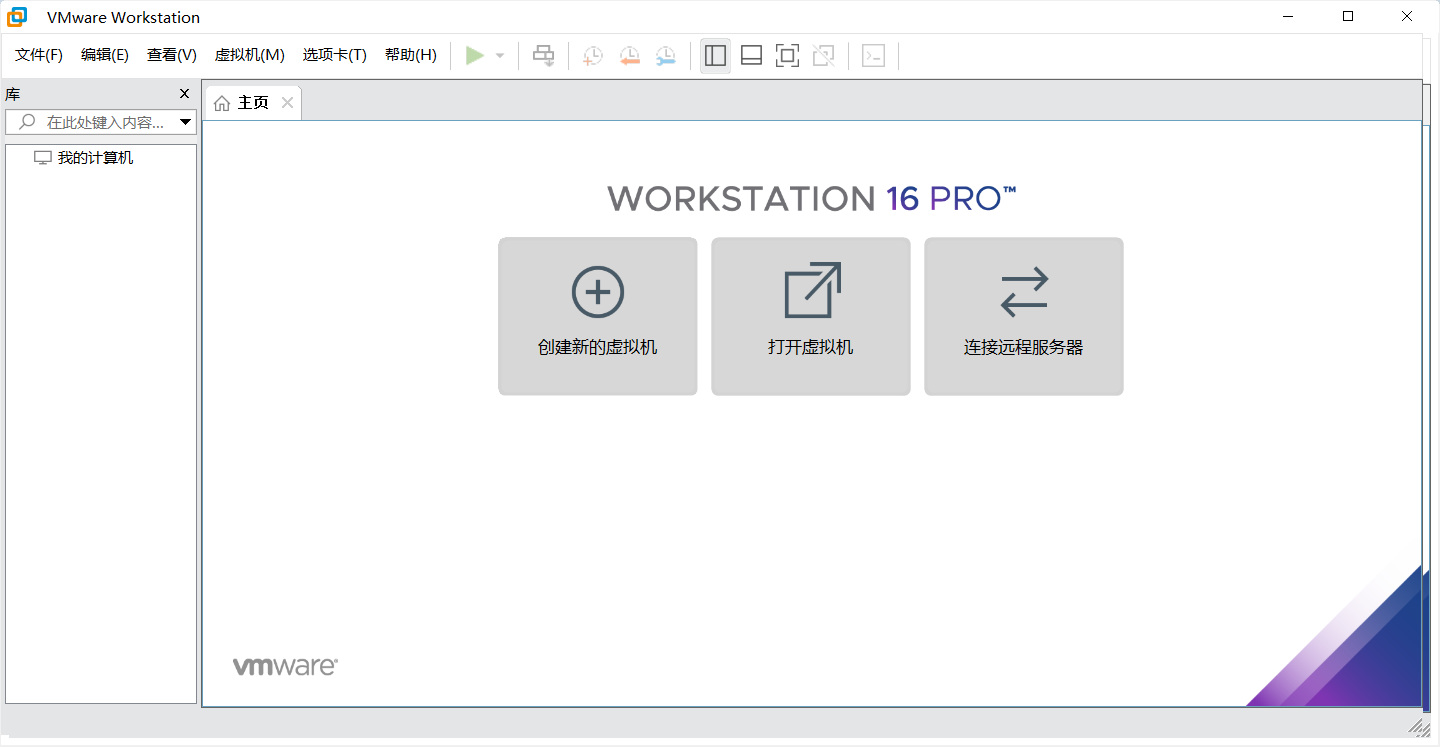 VMware Workstation
文件(F) 编辑(E) 查看(V) 虚拟机(M) 选项卡(T) 帮助(H)
库
在此处键入内容...
我的计算机
主页
WORKSTATION 16 PRO™
创建新的虚拟机 打开虚拟机 连接远程服务器
vmware®